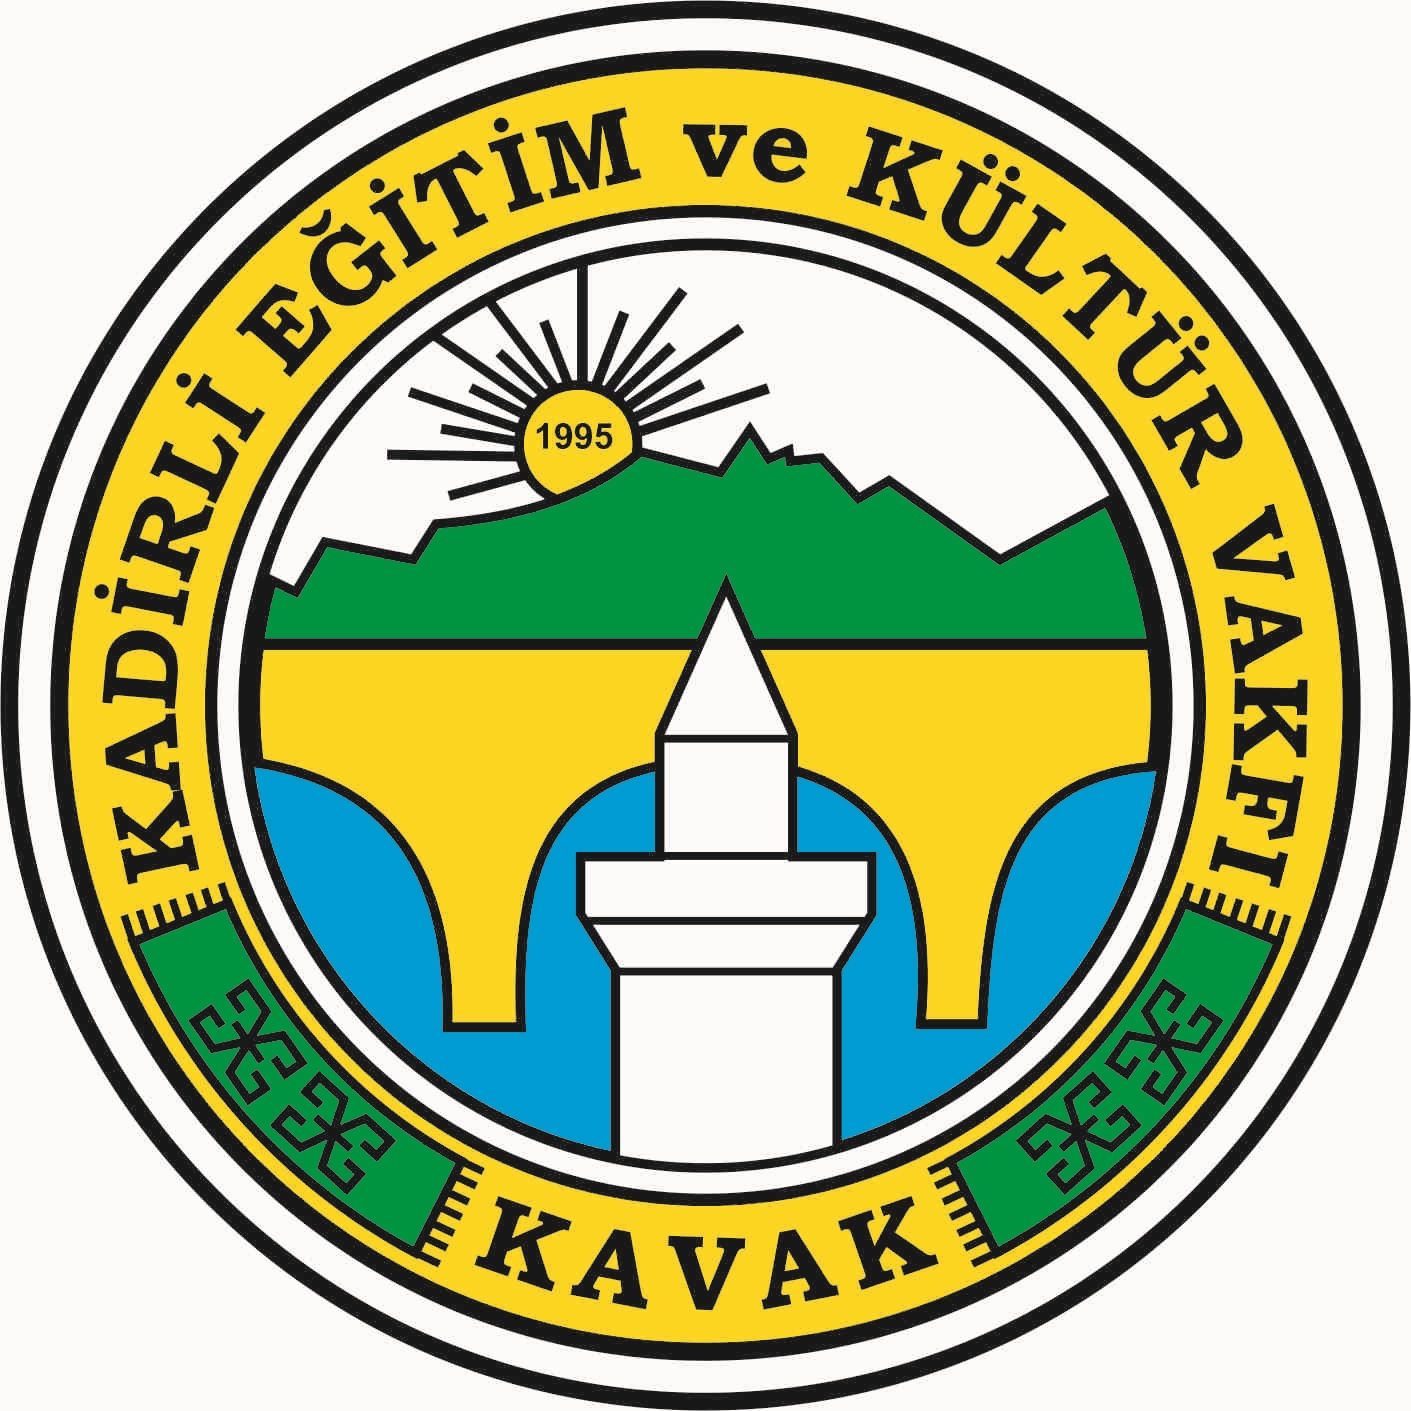 KADİRLİ EĞİTİM ve KÜLTÜR VAKFI
1995
KAVAK